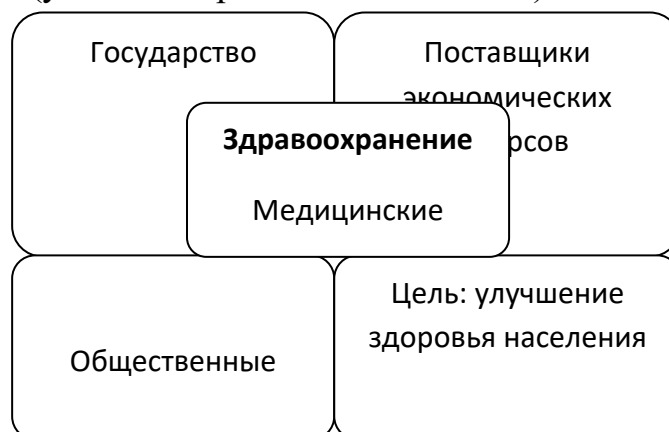 Государство
Поставщики
экономических
рсов
Здравоохранение
Медицинские
Цель: улучшение
здоровья населения
Общественные